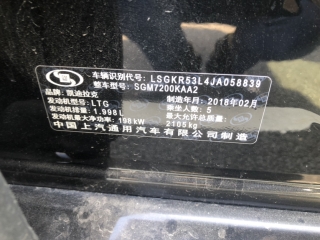 车辆识别代号: LSGKR53L4JA058839
整车型号: SGM7200KAA2
品牌: 凯迪拉克 制造年月: 2018年02月
发动机型号: LTG 乘坐人数: 5
发动机排量: 1.998L 最大允许总质量:
发动机最大净功率: 198kW 2165kg
中国上汽通用汽车有限公司制造